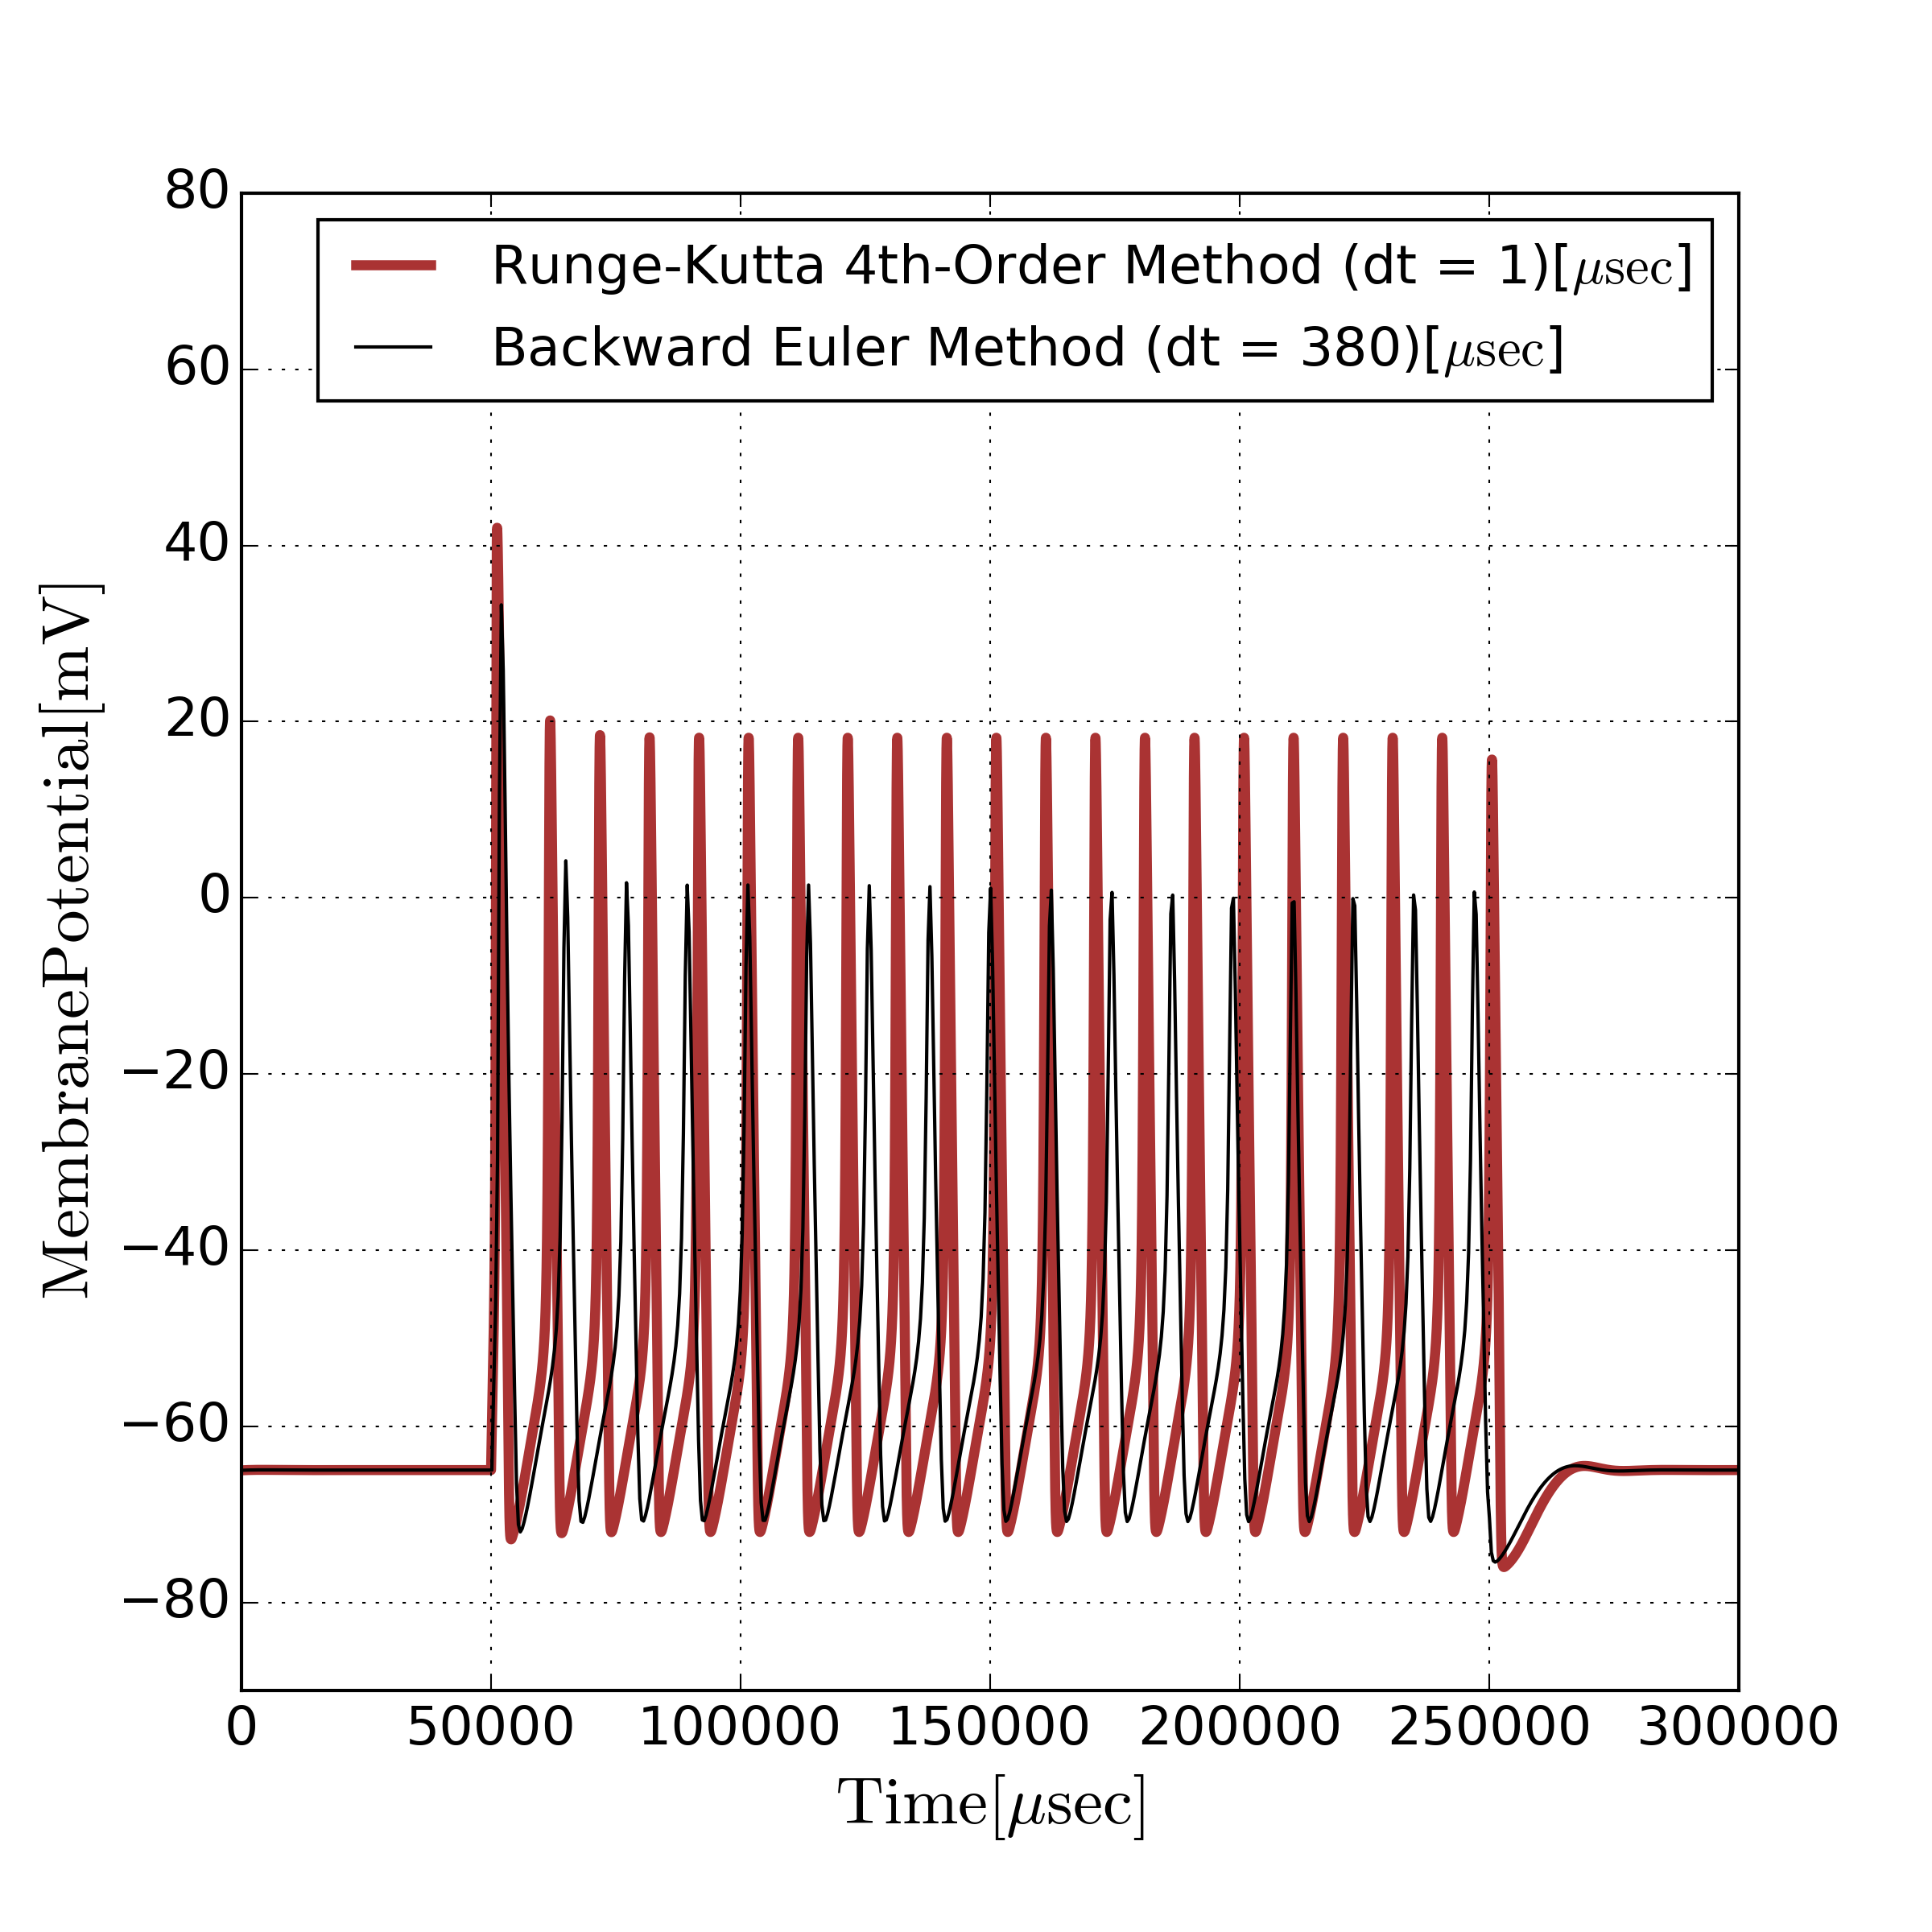 80
60
40
20
0
−20
−40
−60
−80
MembranePotential[mV]
Runge-Kutta 4th-Order Method (dt = 1)[μsec]
Backward Euler Method (dt = 380)[μsec]
0 50000 100000 150000 200000 250000 300000
Time[μsec]